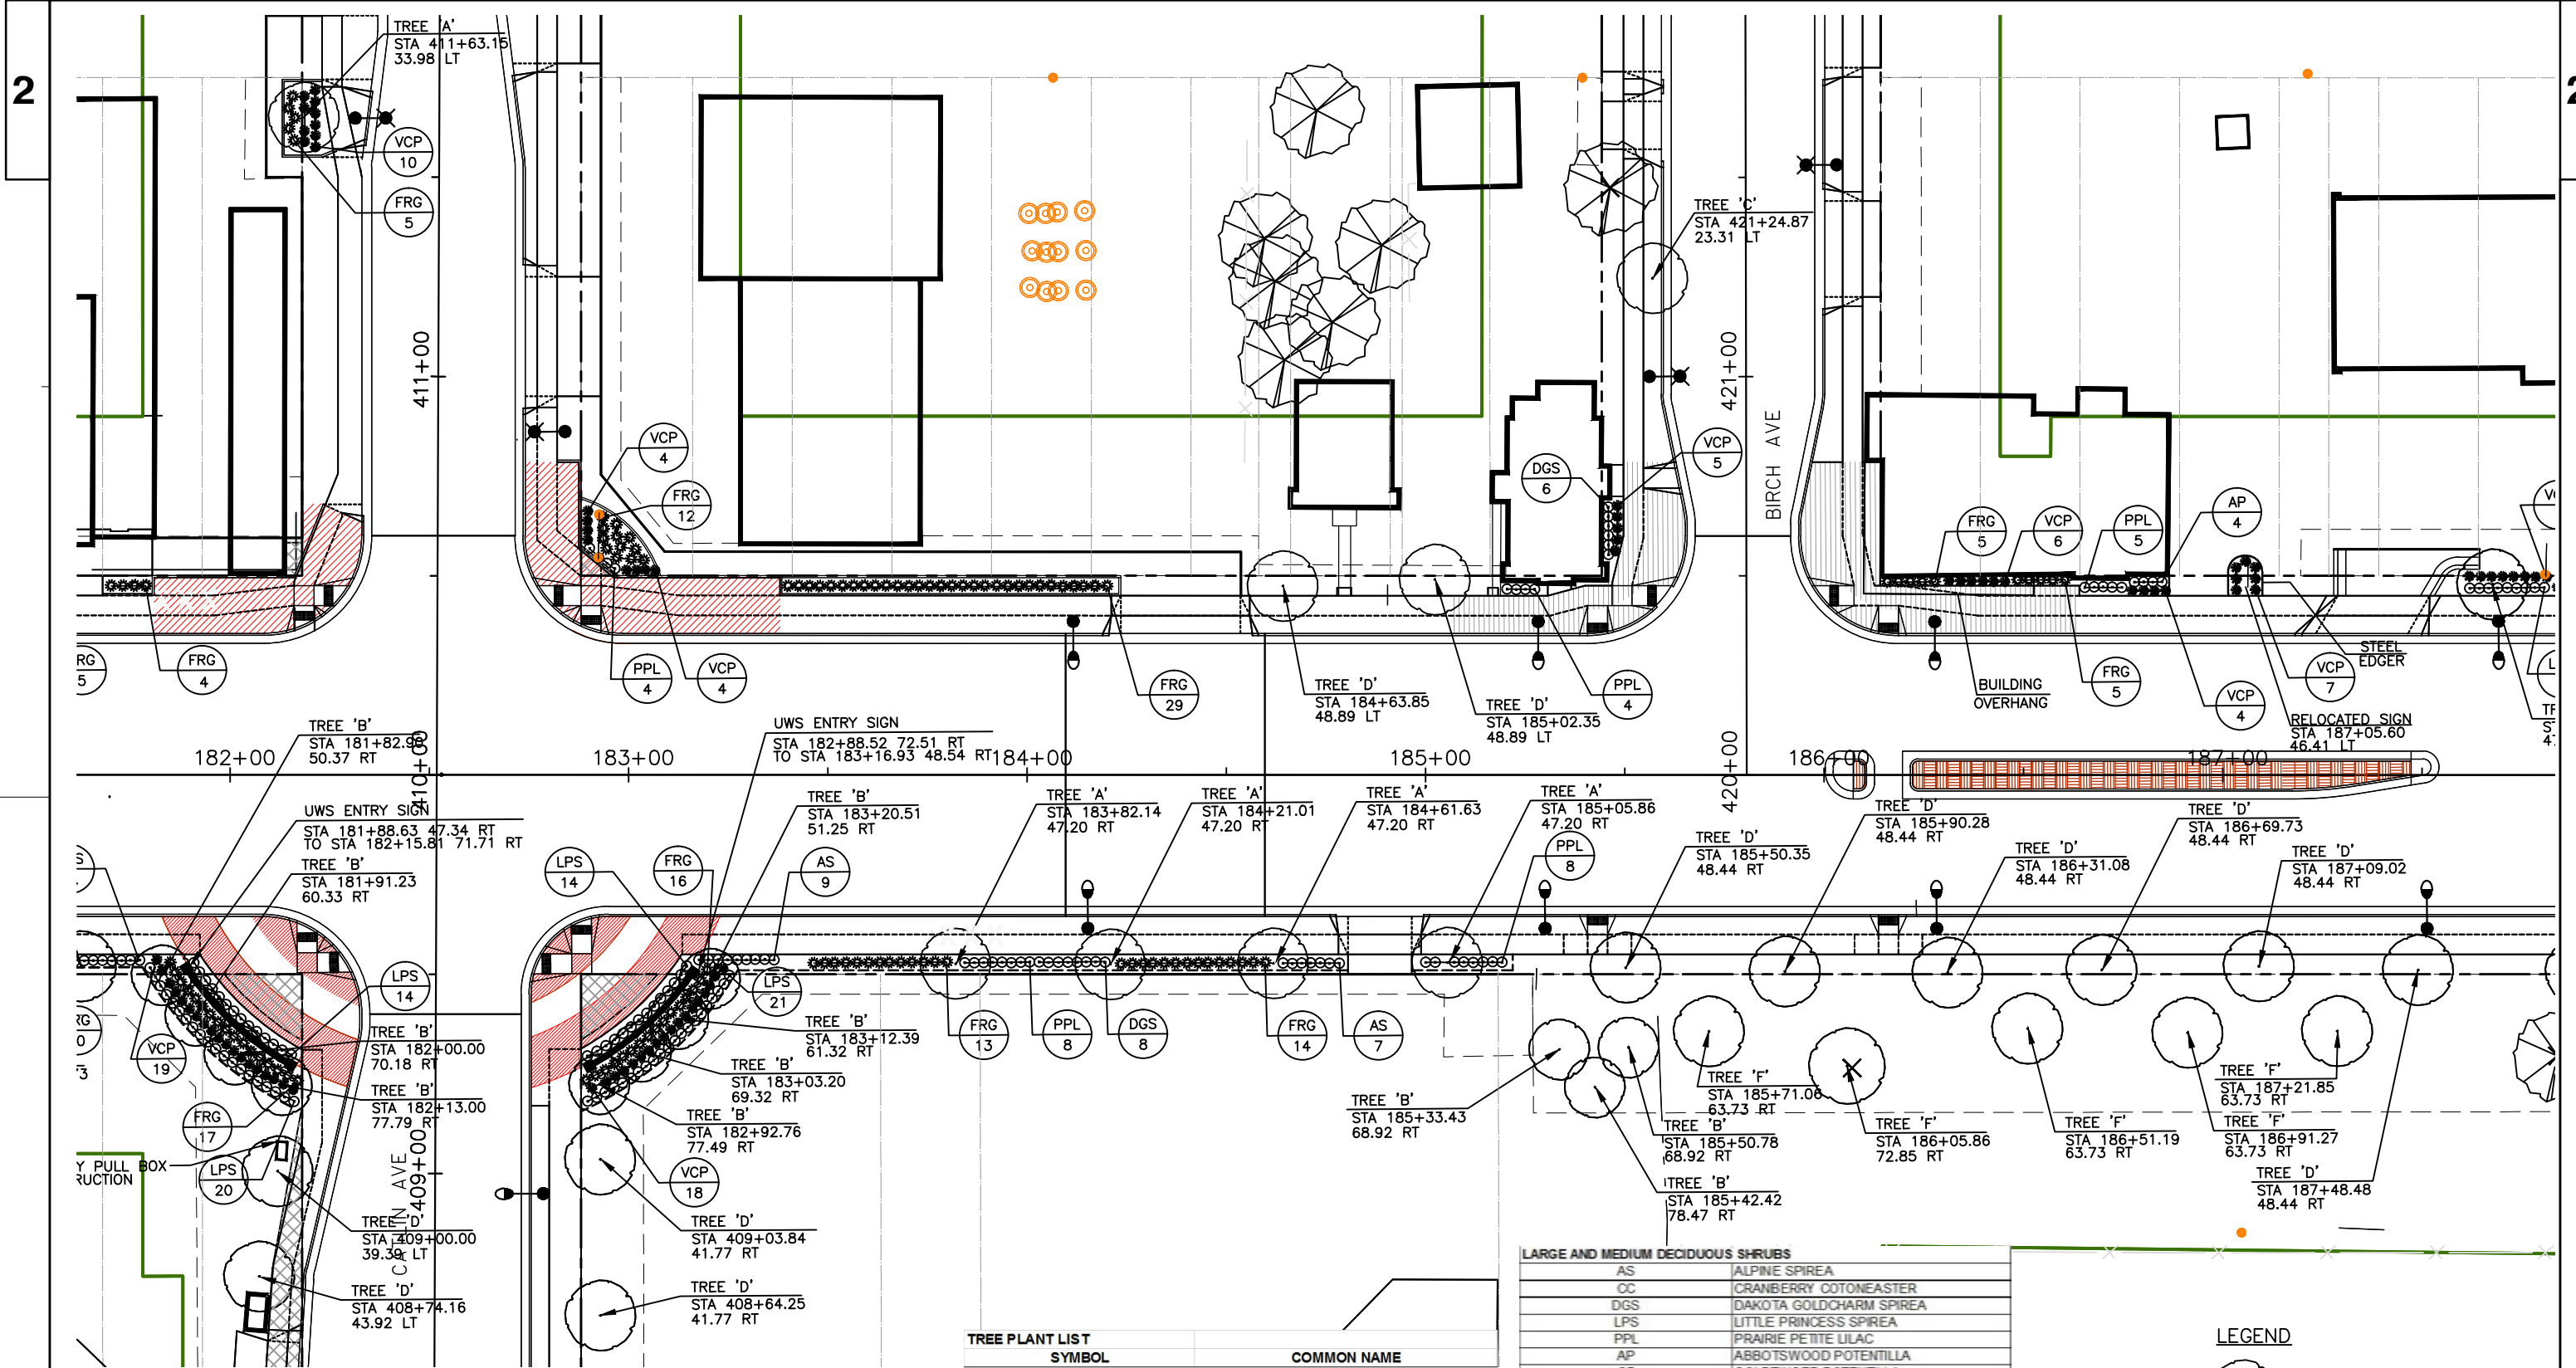 2
TREE 'A'
STA 411+63.15
33.98 LT
VCP
10
FRG
5
411+00
VCP
4
FRG
12
TREE 'C'
STA 421+24.87
23.31 LT
421+00
BIRCH AVE
VCP
5
DGS
6
FRG
5
VCP
6
PPL
5
AP
4
FRG
4
PPL
4
VCP
4
FRG
29
TREE 'D'
STA 184+63.85
48.89 LT
TREE 'D'
STA 185+02.35
48.89 LT
PPL
4
BUILDING
OVERHANG
FRG
5
VCP
4
VCP
7
STEEL
EDGER
RELOCATED SIGN
STA 187+05.60
46.41 LT
TREE 'B'
STA 181+82.90
50.37 RT
UWS ENTRY SIGN
STA 182+88.52 72.51 RT
TO STA 183+16.93 48.54 RT
182+00
183+00
184+00
185+00
186+00
187+00
410+00
420+00
UWS ENTRY SIGN
STA 181+88.63 47.34 RT
TO STA 182+15.81 71.71 RT
TREE 'B'
STA 181+91.23
60.33 RT
TREE 'B'
STA 183+20.51
51.25 RT
TREE 'A'
STA 183+82.14
47.20 RT
TREE 'A'
STA 184+21.01
47.20 RT
TREE 'A'
STA 184+61.63
47.20 RT
TREE 'A'
STA 185+05.86
47.20 RT
TREE 'D'
STA 185+50.35
48.44 RT
TREE 'D'
STA 185+90.28
48.44 RT
TREE 'D'
STA 186+31.08
48.44 RT
TREE 'D'
STA 186+69.73
48.44 RT
TREE 'D'
STA 187+09.02
48.44 RT
LPS
14
FRG
16
AS
9
PPL
8
LPS
14
LPS
21
VCP
19
FRG
17
LPS
20
FRG
13
PPL
8
DGS
8
FRG
14
AS
7
TREE 'B'
STA 182+00.00
70.18 RT
TREE 'B'
STA 182+13.00
77.79 RT
TREE 'B'
STA 183+12.39
61.32 RT
TREE 'B'
STA 183+03.20
69.32 RT
TREE 'B'
STA 182+92.76
77.49 RT
VCP
18
TREE 'B'
STA 185+33.43
68.92 RT
TREE 'F'
STA 185+71.06
63.73 RT
TREE 'B'
STA 185+50.78
68.92 RT
TREE 'B'
STA 185+42.42
78.47 RT
TREE 'F'
STA 186+05.86
72.85 RT
TREE 'F'
STA 186+51.19
63.73 RT
TREE 'F'
STA 187+21.85
63.73 RT
TREE 'F'
STA 186+91.27
63.73 RT
TREE 'D'
STA 187+48.48
48.44 RT
PULL BOX
409+00
CATLIN AVE
TREE 'D'
STA 409+00.00
39.39 LT
TREE 'D'
STA 408+74.16
43.92 LT
TREE 'D'
STA 409+03.84
41.77 RT
TREE 'D'
STA 408+64.25
41.77 RT
TREE PLANT LIST
SYMBOL COMMON NAME
LARGE AND MEDIUM DECIDUOUS SHRUBS
AS ALPINE SPIREA
CC CRANBERRY COTONEASTER
DGS DAKOTA GOLDCHARM SPIREA
LPS LITTLE PRINCESS SPIREA
PPL PRAIRIE PETITE LILAC
AP ABBOTSWOOD POTENTILLA
LEGEND